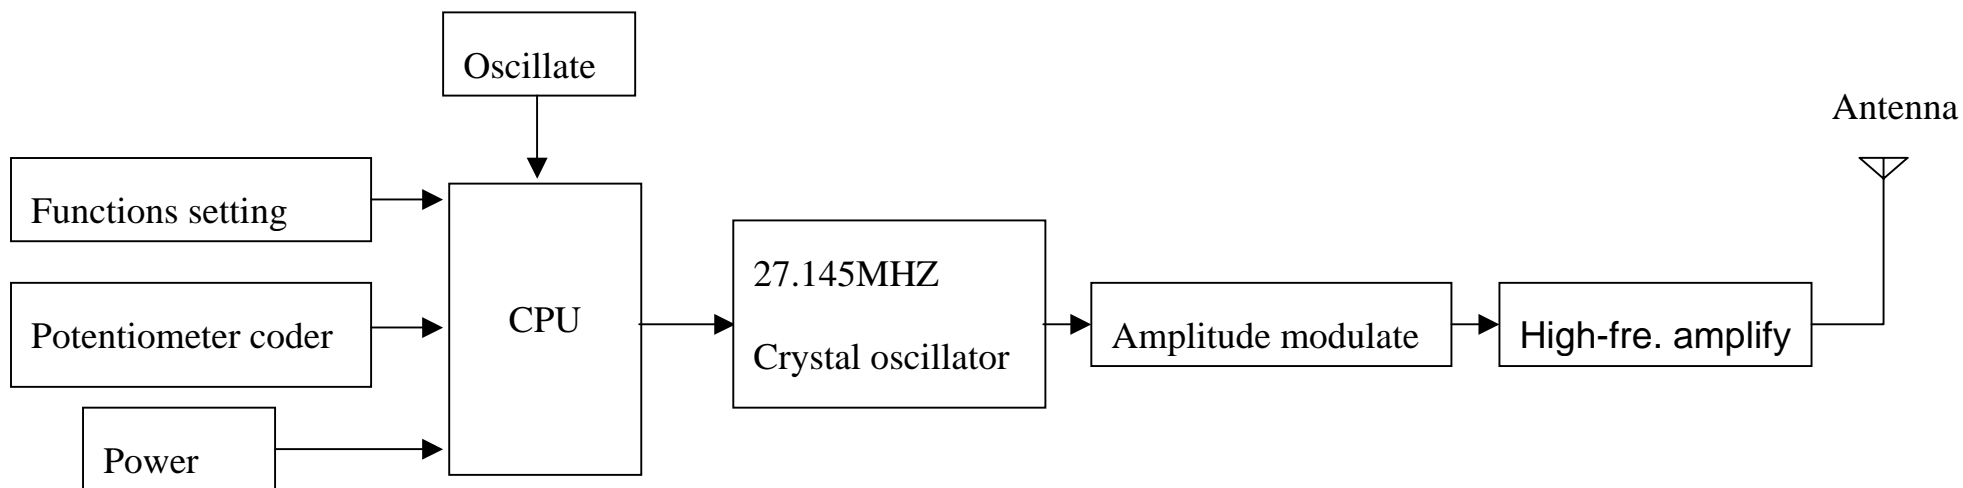 Oscillate
Antenna
Functions setting
27.145MHZ
CPU
Potentiometer coder
Amplitude modulate
High-fre. amplify
Crystal oscillator
Power